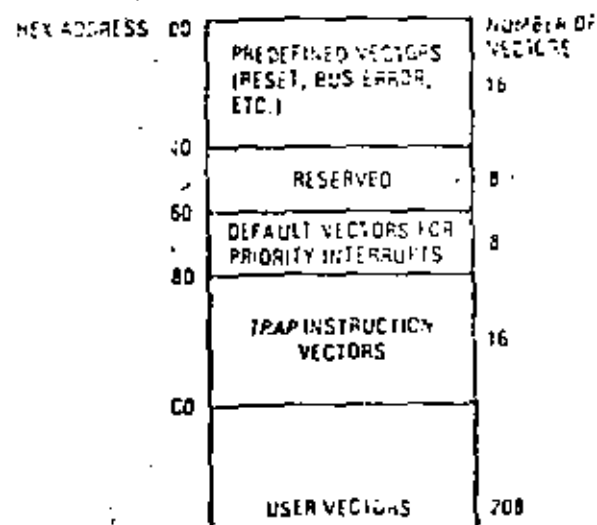 HEX ADDRESS 00
NUMBER OF
VECTORS
PREDEFINED VECTORS
(RESET, BUS ERROR,
ETC.)
16
40
RESERVED
8
60
DEFAULT VECTORS FOR
PRIORITY INTERRUPTS
8
80
TRAP INSTRUCTION
VECTORS
16
C0
USER VECTORS
208